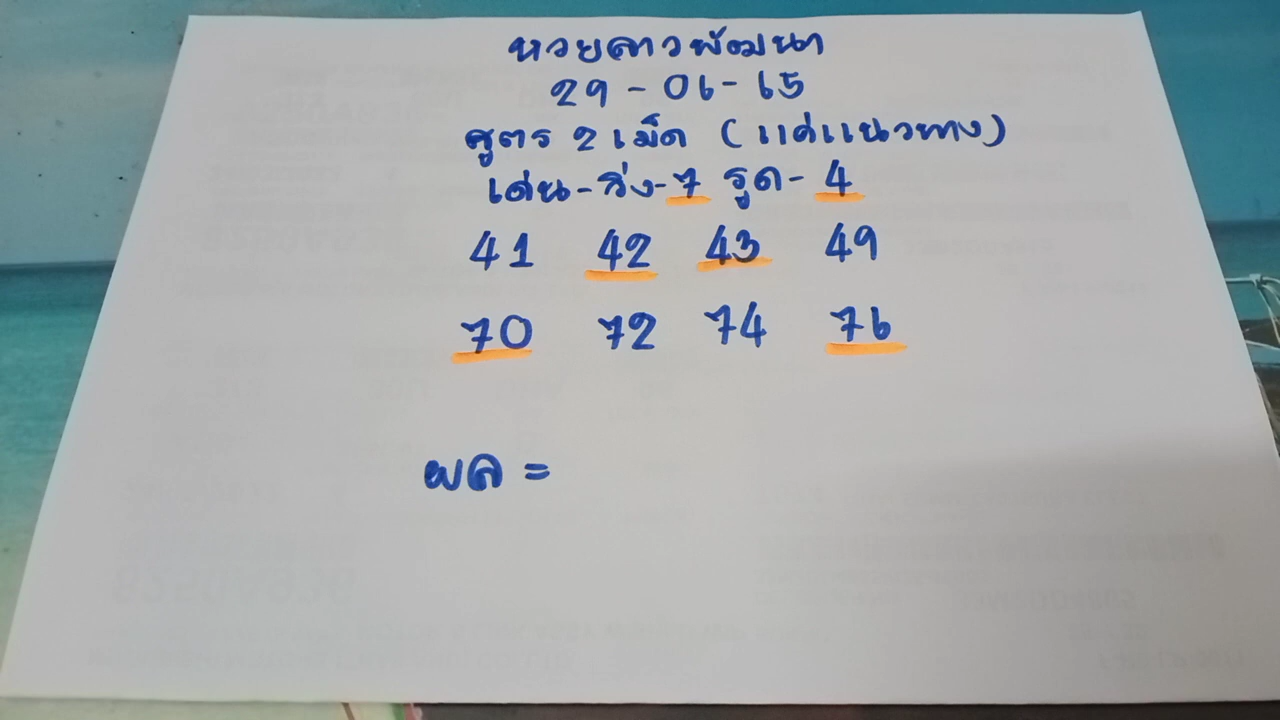 หวยลาวพัฒนา
29-06-65
สูตร 2 เม็ด (แค่แนวทาง)
เด่น-วิ่ง-7 รูด-4
41 42 43 49
70 72 74 76
ผล =